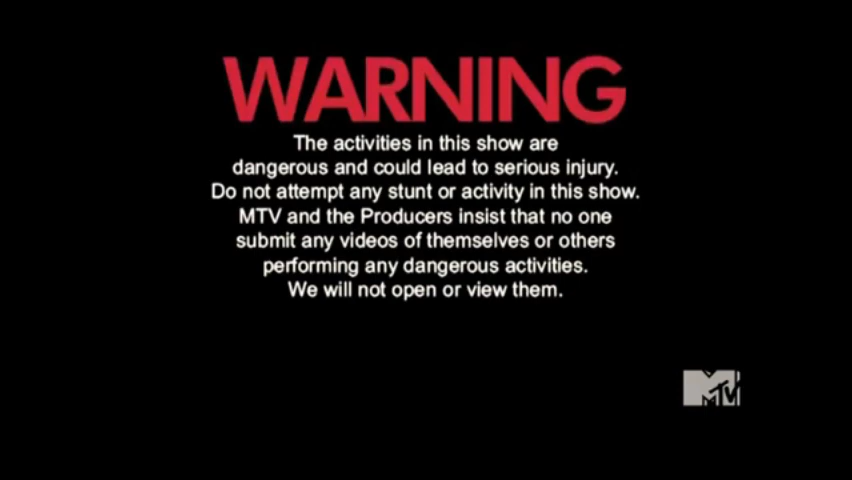 WARNING
The activities in this show are
dangerous and could lead to serious injury.
Do not attempt any stunt or activity in this show.
MTV and the Producers insist that no one
submit any videos of themselves or others
performing any dangerous activities.
We will not open or view them.
MTV